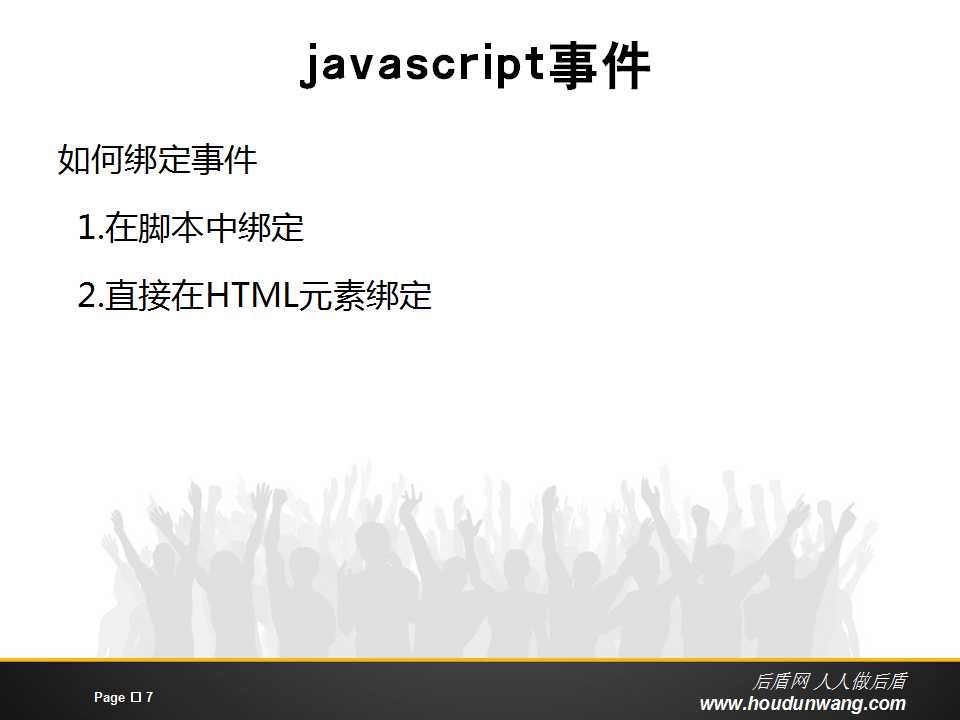 javascript事件
如何绑定事件
1.在脚本中绑定
2.直接在HTML元素绑定
Page □ 7
后盾网 人人做后盾
www.houdunwang.com